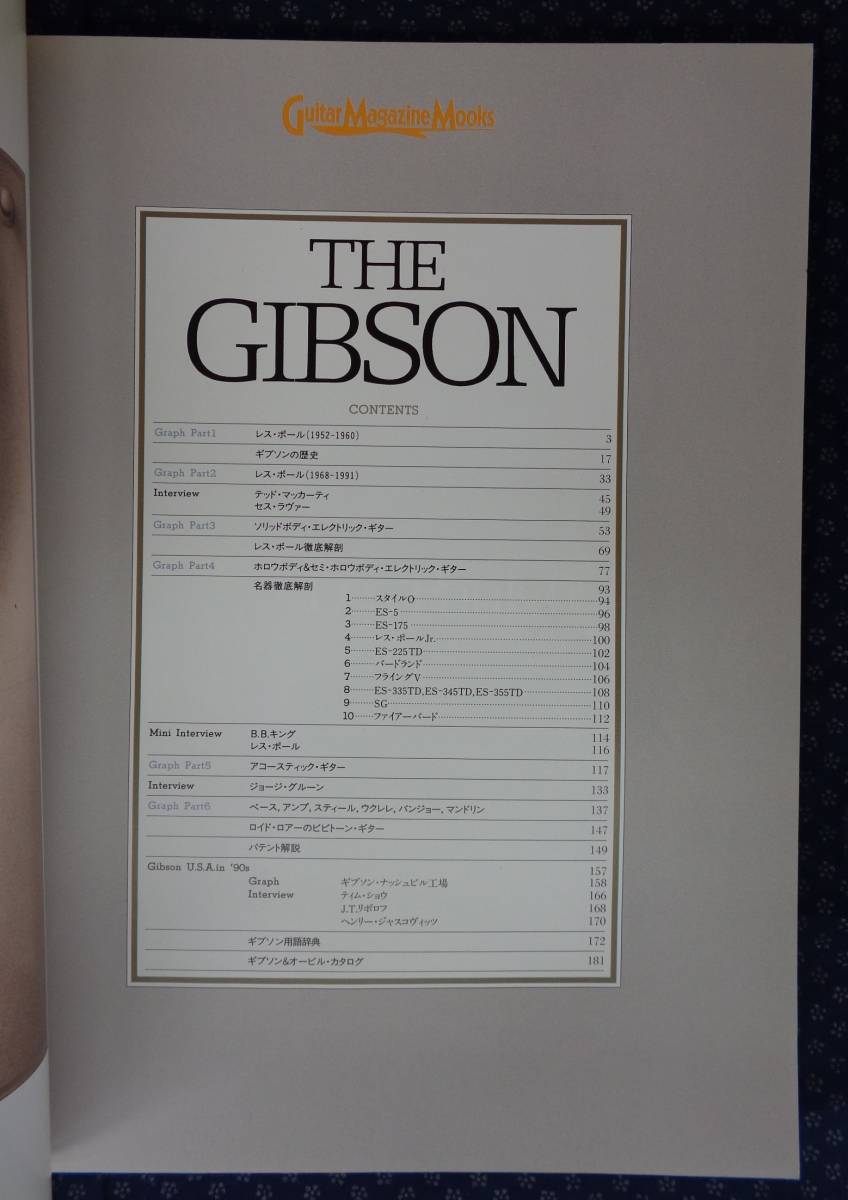 Guitar Magazine Mooks
THE
GIBSON
CONTENTS
Graph Part1 レス・ポール(1952-1960) 3
ギブソンの歴史 17
Graph Part2 レス・ポール(1968-1991) 33
Interview テッド・マッカーティ 45
セス・ラヴァー 49
Graph Part3 ソリッドボディ・エレクトリック・ギター 53
レス・ポール徹底解剖 69
Graph Part4 ホロウボディ&セミ・ホロウボディ・エレクトリック・ギター 77
名器徹底解剖 93
1………スタイルO………94
2………ES-5………96
3………ES-175………98
4………レス・ポールJr.………100
5………ES-225TD………102
6………バードランド………104
7………フライングV………106
8………ES-335TD,ES-345TD,ES-355TD………108
9………SG………110
10………ファイアーバード………112
Mini Interview B.B.キング 114
レス・ポール 116
Graph Part5 アコースティック・ギター 117
Interview ジョージ・グルーン 133
Graph Part6 ベース,アンプ,スティール,ウクレレ,バンジョー,マンドリン 137
ロイド・ロアーのビビトーン・ギター 147
パテント解説 149
Gibson U.S.A.in '90s 157
Graph ギブソン・ナッシュビル工場 158
Interview ティム・ショウ 166
J.T.リボロフ 168
ヘンリー・ジャスコヴィッツ 170
ギブソン用語辞典 172
ギブソン&オービル・カタログ 181